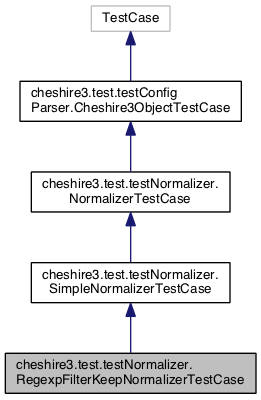 TestCase
cheshire3.test.testConfig
Parser.Cheshire3ObjectTestCase
cheshire3.test.testNormalizer.
NormalizerTestCase
cheshire3.test.testNormalizer.
SimpleNormalizerTestCase
cheshire3.test.testNormalizer.
RegexpFilterKeepNormalizerTestCase